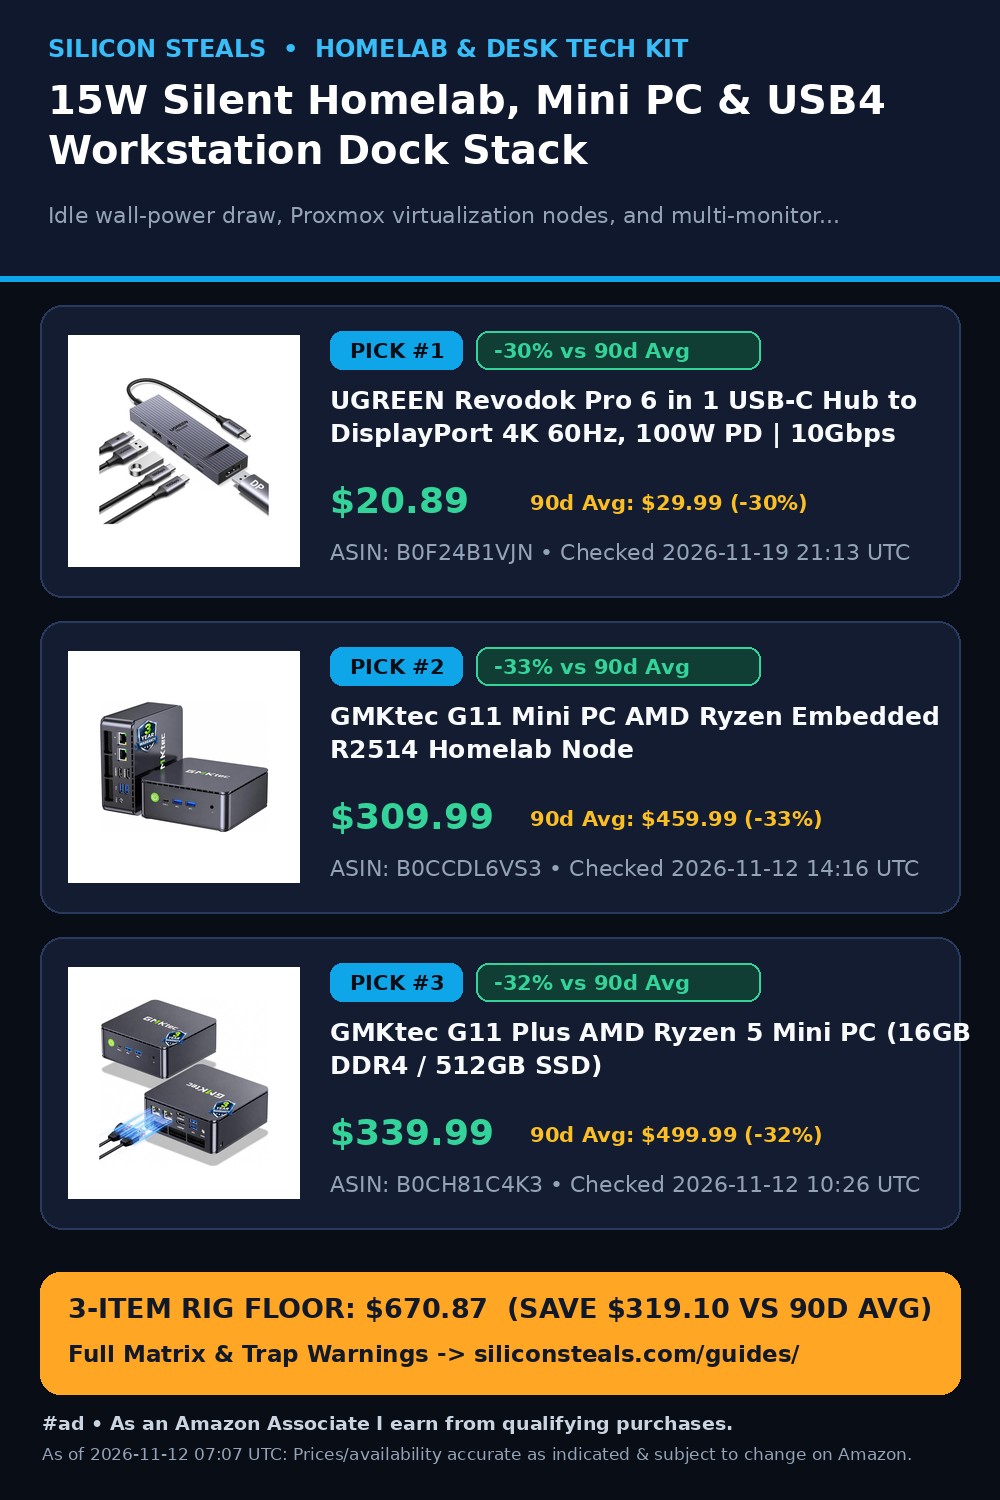 SILICON STEALS • HOMELAB & DESK TECH KIT
15W Silent Homelab, Mini PC & USB4
Workstation Dock Stack
Idle wall-power draw, Proxmox virtualization nodes, and multi-monitor...
PICK #1
-30% vs 90d Avg
UGREEN Revodok Pro 6 in 1 USB-C Hub to
DisplayPort 4K 60Hz, 100W PD | 10Gbps
$20.89
90d Avg: $29.99 (-30%)
ASIN: B0F24B1VJN • Checked 2026-11-19 21:13 UTC
UGREEN
DP
PICK #2
-33% vs 90d Avg
GMKtec G11 Mini PC AMD Ryzen Embedded
R2514 Homelab Node
$309.99
90d Avg: $459.99 (-33%)
ASIN: B0CCDL6VS3 • Checked 2026-11-12 14:16 UTC
3
YEAR
GMKtec
GMKtec
PICK #3
-32% vs 90d Avg
GMKtec G11 Plus AMD Ryzen 5 Mini PC (16GB
DDR4 / 512GB SSD)
$339.99
90d Avg: $499.99 (-32%)
ASIN: B0CH81C4K3 • Checked 2026-11-12 10:26 UTC
GMKtec
GMKtec
3-ITEM RIG FLOOR: $670.87 (SAVE $319.10 VS 90D AVG)
Full Matrix & Trap Warnings -> siliconsteals.com/guides/
#ad • As an Amazon Associate I earn from qualifying purchases.
As of 2026-11-12 07:07 UTC: Prices/availability accurate as indicated & subject to change on Amazon.